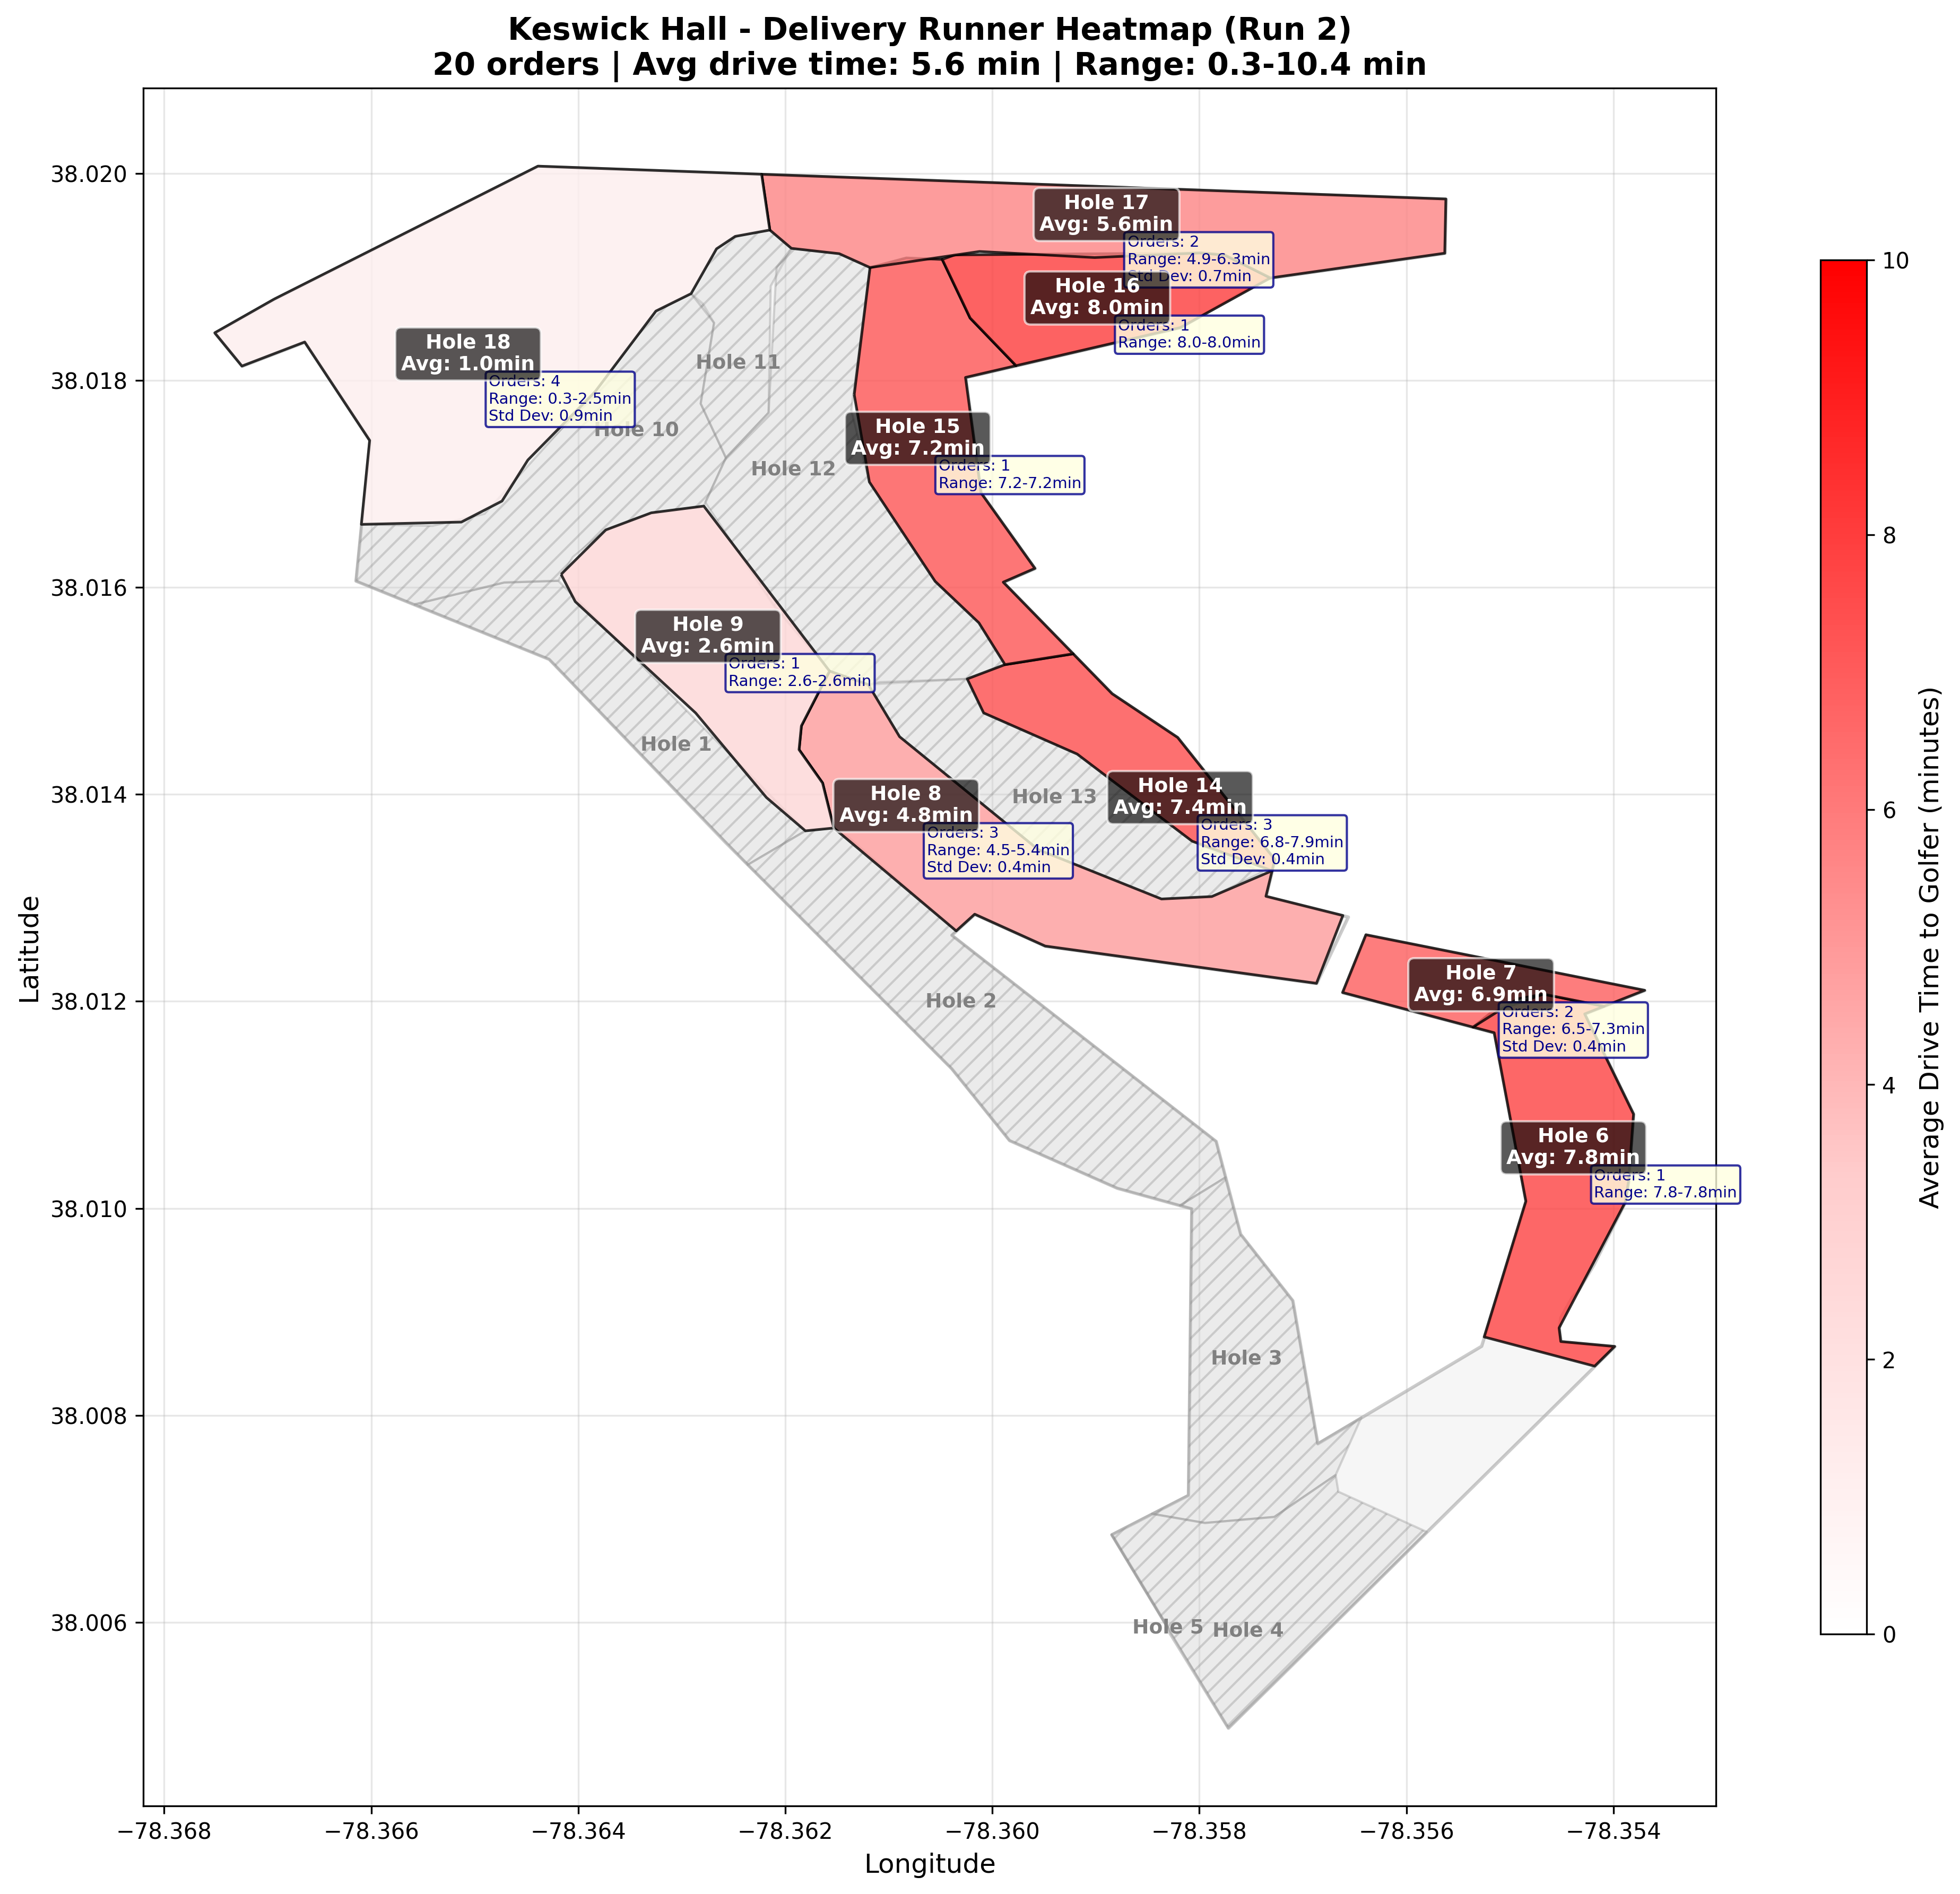 Keswick Hall - Delivery Runner Heatmap (Run 2)
20 orders | Avg drive time: 5.6 min | Range: 0.3-10.4 min
Latitude
38.020
38.018
38.016
38.014
38.012
38.010
38.008
38.006
Hole 17
Avg: 5.6min
Orders: 2
Range: 4.9-6.3min
Std Dev: 0.7min
Hole 16
Avg: 8.0min
Orders: 1
Range: 8.0-8.0min
Hole 18
Avg: 1.0min
Orders: 4
Range: 0.3-2.5min
Std Dev: 0.9min
Hole 11
Hole 10
Hole 12
Hole 15
Avg: 7.2min
Orders: 1
Range: 7.2-7.2min
Hole 9
Avg: 2.6min
Orders: 1
Range: 2.6-2.6min
Hole 1
Hole 8
Avg: 4.8min
Orders: 3
Range: 4.5-5.4min
Std Dev: 0.4min
Hole 13
Hole 14
Avg: 7.4min
Orders: 3
Range: 6.8-7.9min
Std Dev: 0.4min
Hole 2
Hole 7
Avg: 6.9min
Orders: 2
Range: 6.5-7.3min
Std Dev: 0.4min
Hole 6
Avg: 7.8min
Orders: 1
Range: 7.8-7.8min
Hole 3
Hole 5
Hole 4
−78.368
−78.366
−78.364
−78.362
−78.360
−78.358
−78.356
−78.354
Longitude
10
8
6
4
2
0
Average Drive Time to Golfer (minutes)